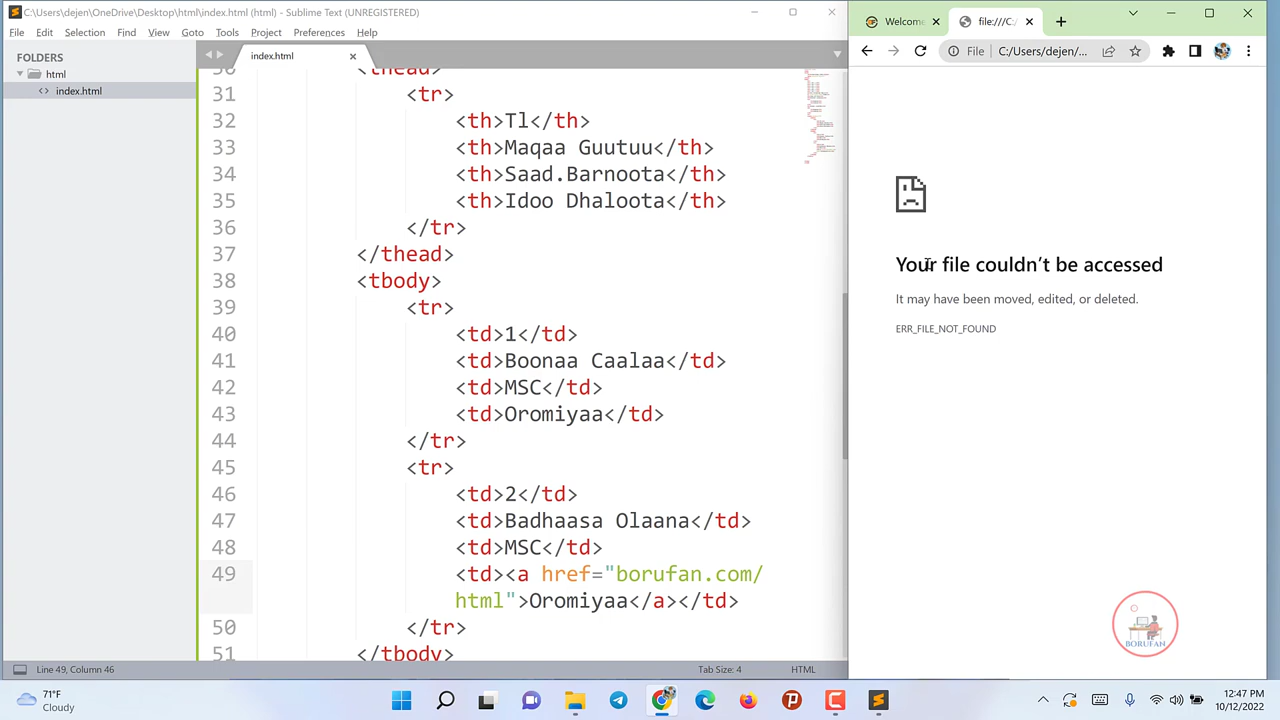 C:\Users\dejen\OneDrive\Desktop\html\index.html (html) - Sublime Text (UNREGISTERED)
File Edit Selection Find View Goto Tools Project Preferences Help
FOLDERS
html
index.html
index.html
30 <thead>
31 <tr>
32 <th>Tl</th>
33 <th>Maqaa Guutuu</th>
34 <th>Saad.Barnoota</th>
35 <th>Idoo Dhaloota</th>
36 </tr>
37 </thead>
38 <tbody>
39 <tr>
40 <td>1</td>
41 <td>Boonaa Caalaa</td>
42 <td>MSC</td>
43 <td>Oromiyaa</td>
44 </tr>
45 <tr>
46 <td>2</td>
47 <td>Badhaasa Olaana</td>
48 <td>MSC</td>
49 <td><a href="borufan.com/
html">Oromiyaa</a></td>
50 </tr>
51 </tbody>
Line 49, Column 46
Tab Size: 4
HTML
Welcome
file:///C:/
File C:/Users/dejen/...
Your file couldn't be accessed
It may have been moved, edited, or deleted.
ERR_FILE_NOT_FOUND
BORUFAN
71°F
Cloudy
12:47 PM
10/12/2022